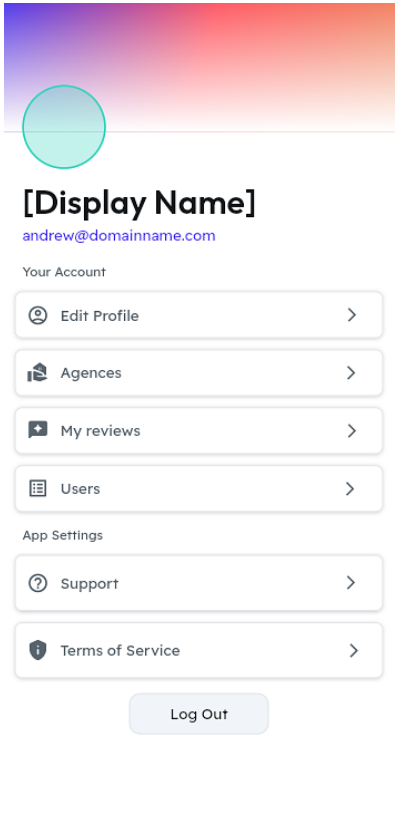 [Display Name]
andrew@domainname.com
Your Account
Edit Profile
Agences
My reviews
Users
App Settings
Support
Terms of Service
Log Out